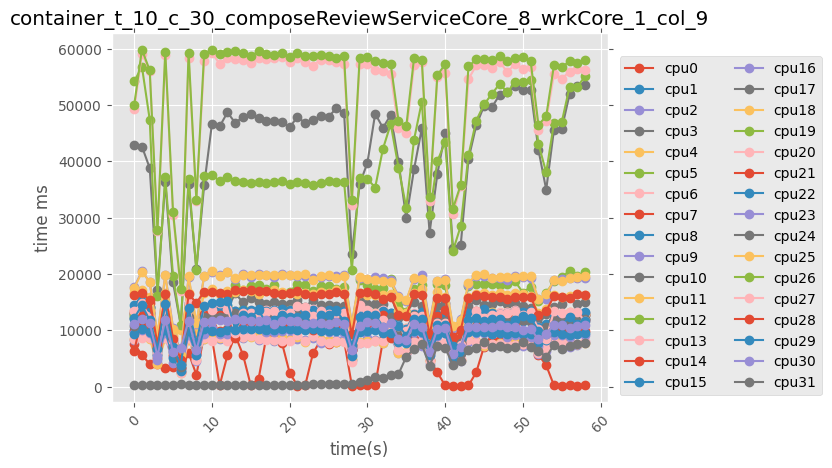 container_t_10_c_30_composeReviewServiceCore_8_wrkCore_1_col_9
60000
50000
40000
30000
20000
10000
0
time ms
0
10
20
30
40
50
60
time(s)
cpu0
cpu1
cpu2
cpu3
cpu4
cpu5
cpu6
cpu7
cpu8
cpu9
cpu10
cpu11
cpu12
cpu13
cpu14
cpu15
cpu16
cpu17
cpu18
cpu19
cpu20
cpu21
cpu22
cpu23
cpu24
cpu25
cpu26
cpu27
cpu28
cpu29
cpu30
cpu31